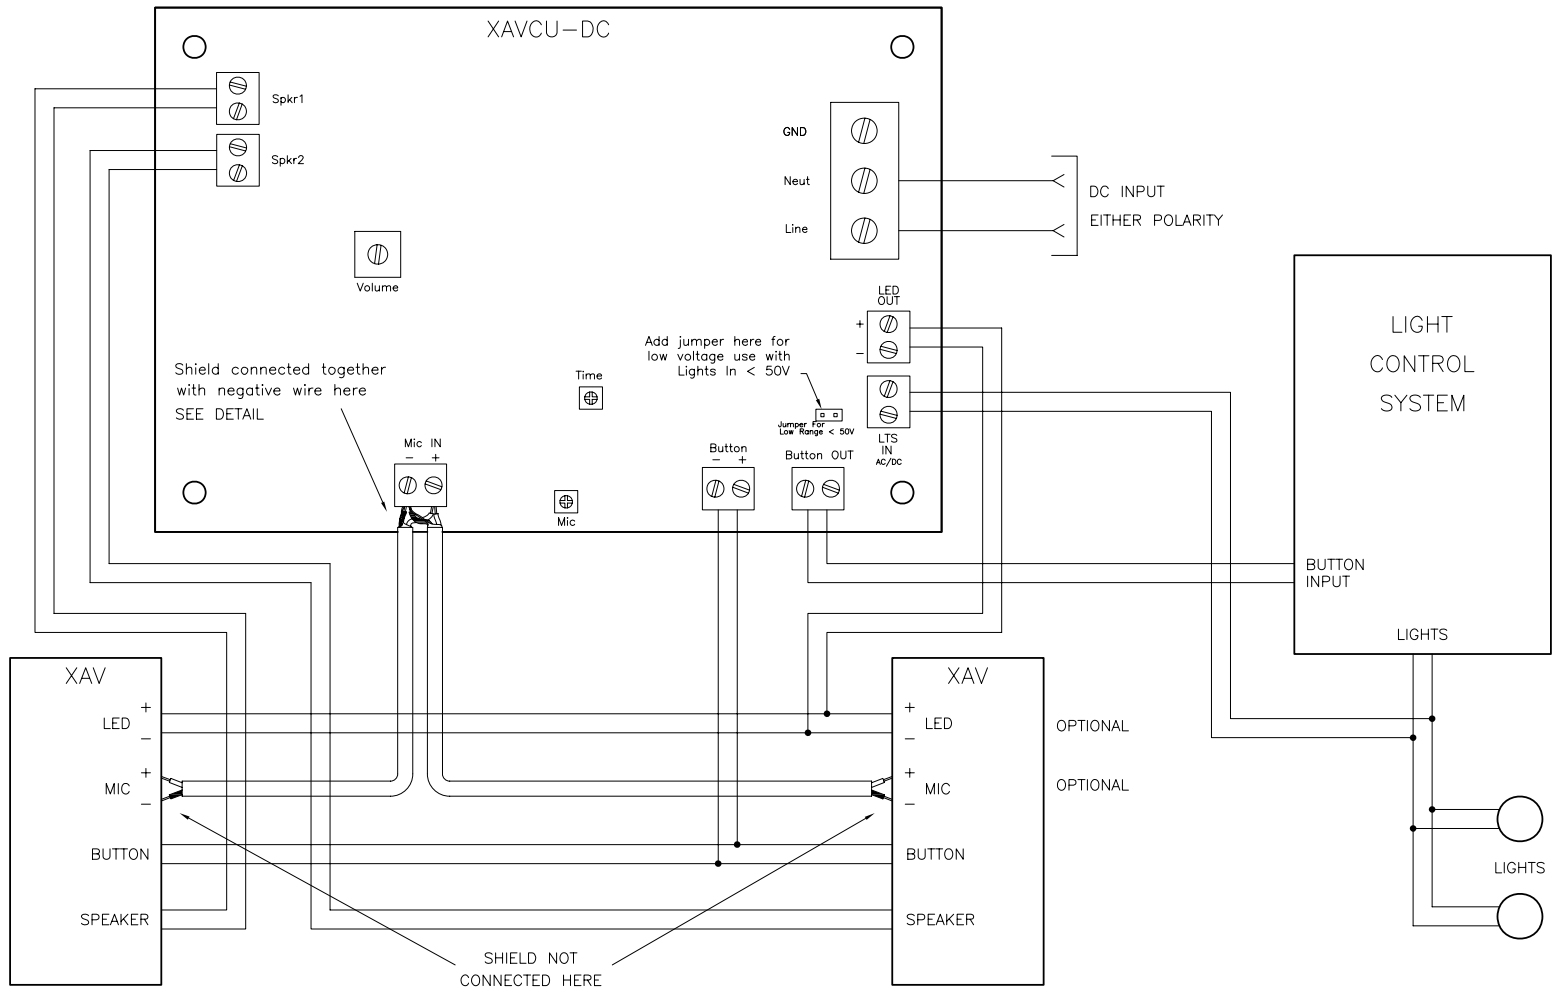 XAVCU-DC
Spkr1
Spkr2
GND
Neut
Line
DC INPUT
EITHER POLARITY
Volume
LED
OUT
+
-
Add jumper here for
low voltage use with
Lights In < 50V
Shield connected together
with negative wire here
SEE DETAIL
Time
Jumper For
Low Range < 50V
LTS
IN
AC/DC
Mic IN
- +
Button
- +
Button OUT
Mic
LIGHT
CONTROL
SYSTEM
BUTTON
INPUT
LIGHTS
XAV
LED
+
-
MIC
+
-
BUTTON
SPEAKER
XAV
+
LED
-
+
MIC
-
BUTTON
SPEAKER
OPTIONAL
OPTIONAL
LIGHTS
SHIELD NOT
CONNECTED HERE